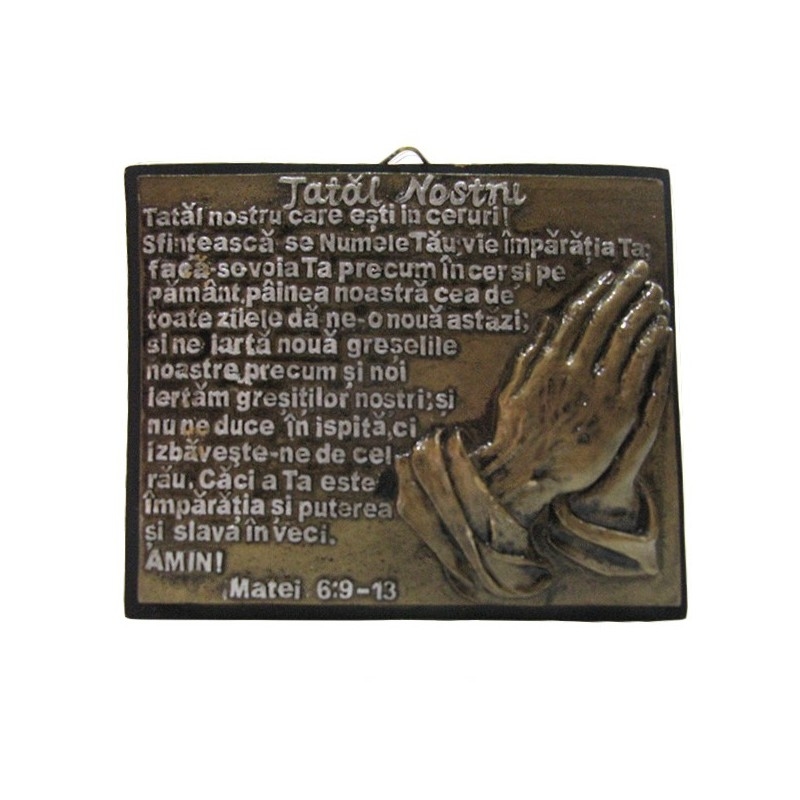 Tatăl Nostru
Tatăl nostru care ești în ceruri!
Sfințească-se Numele Tău; vie împărăția Ta;
facă-se voia Ta precum în cer și pe
pământ, pâinea noastră cea de
toate zilele dă-ne-o nouă astăzi;
și ne iartă nouă greșelile
noastre, precum și noi
iertăm greșiților noștri; și
nu ne duce în ispită, ci
izbăvește-ne de cel
rău. Căci a Ta este
împărăția și puterea
și slava în veci.
AMIN!
Matei 6:9-13